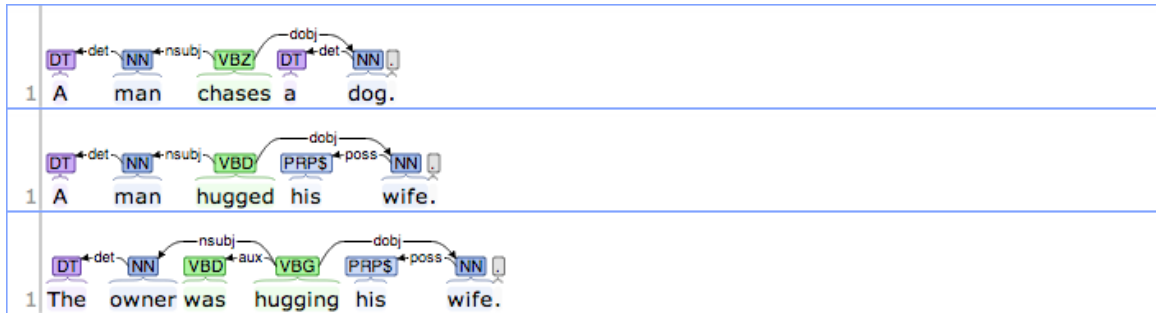 dobj
det nsubj det
DT NN VBZ DT NN .
1 A man chases a dog.
dobj
det nsubj poss
DT NN VBD PRP$ NN .
1 A man hugged his wife.
nsubj dobj
det aux poss
DT NN VBD VBG PRP$ NN .
1 The owner was hugging his wife.